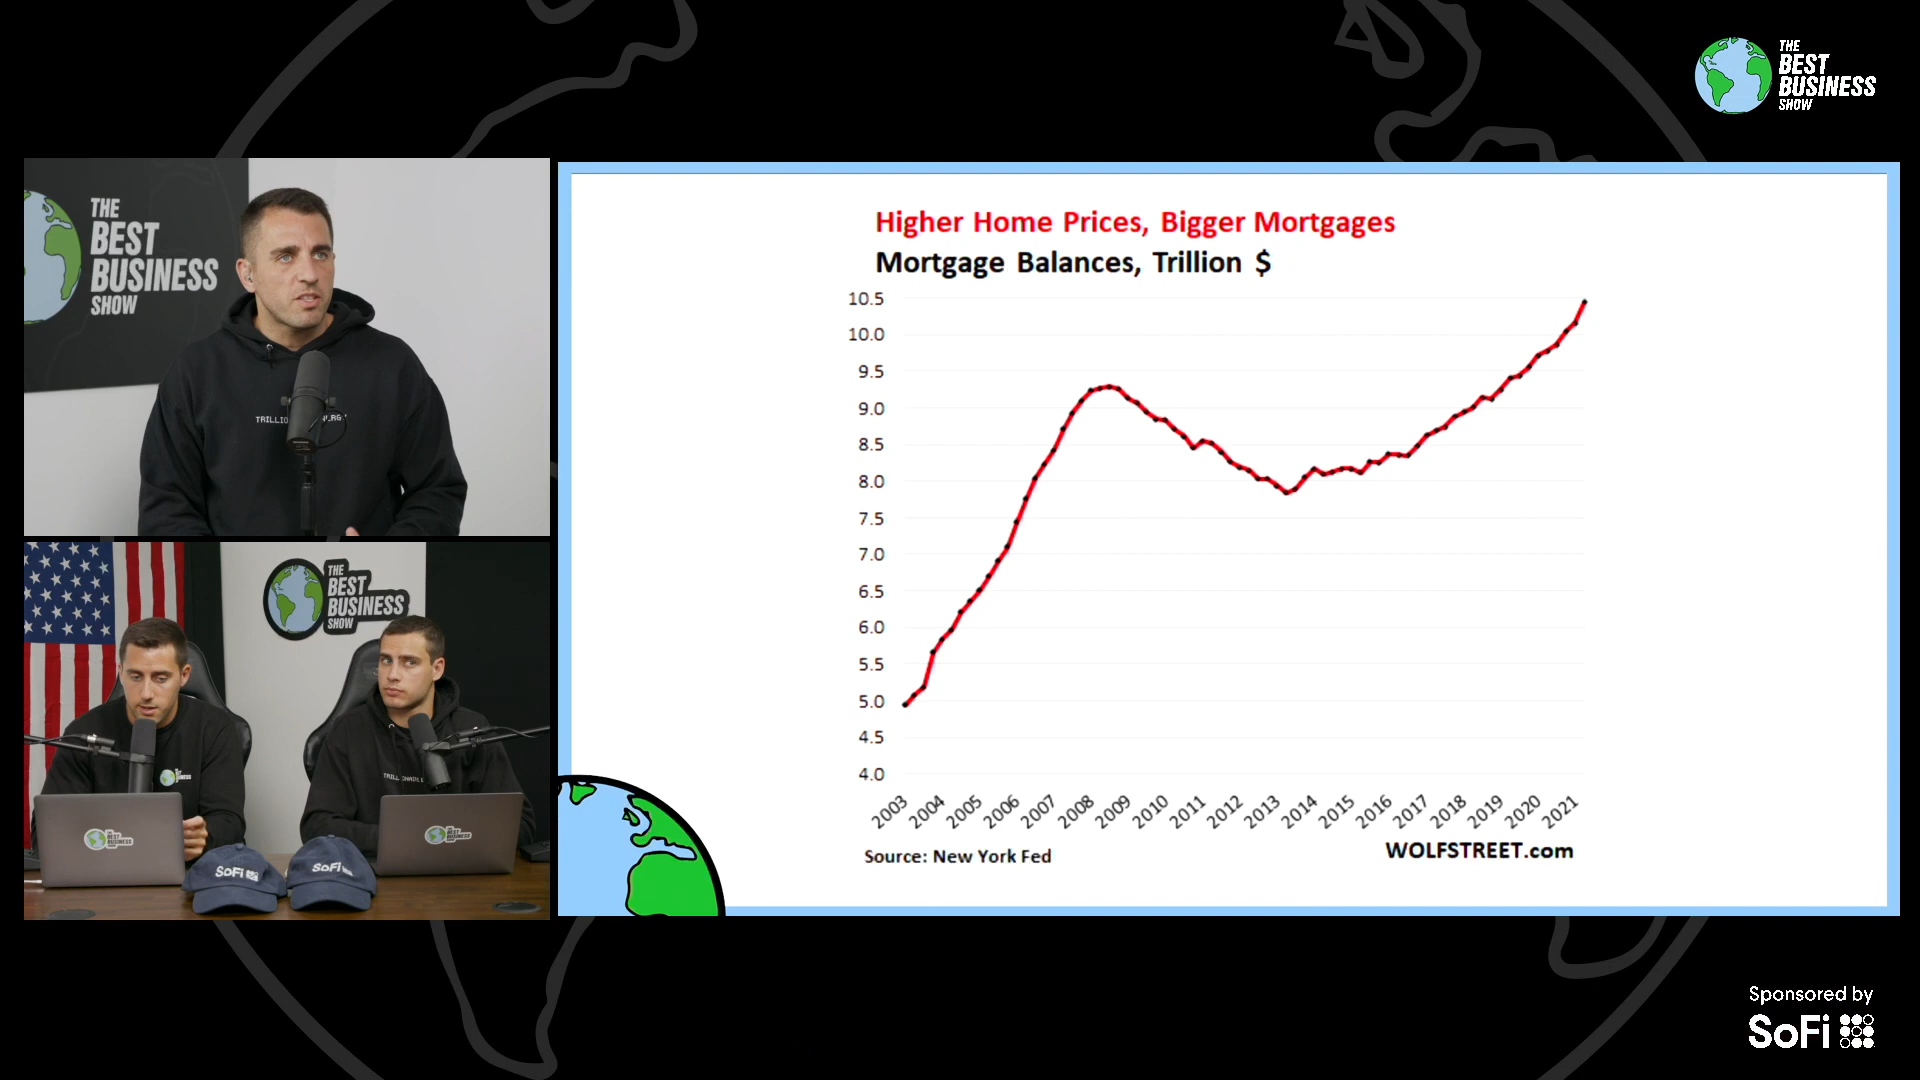 THE
BEST
BUSINESS
SHOW
THE
BEST
BUSINESS
SHOW
Higher Home Prices, Bigger Mortgages
Mortgage Balances, Trillion $
10.5
10.0
9.5
9.0
8.5
8.0
7.5
7.0
6.5
6.0
5.5
5.0
4.5
4.0
2003 2004 2005 2006 2007 2008 2009 2010 2011 2012 2013 2014 2015 2016 2017 2018 2019 2020 2021
Source: New York Fed
WOLFSTREET.com
THE
BEST
BUSINESS
SHOW
SoFi
SoFi
Sponsored by
SoFi